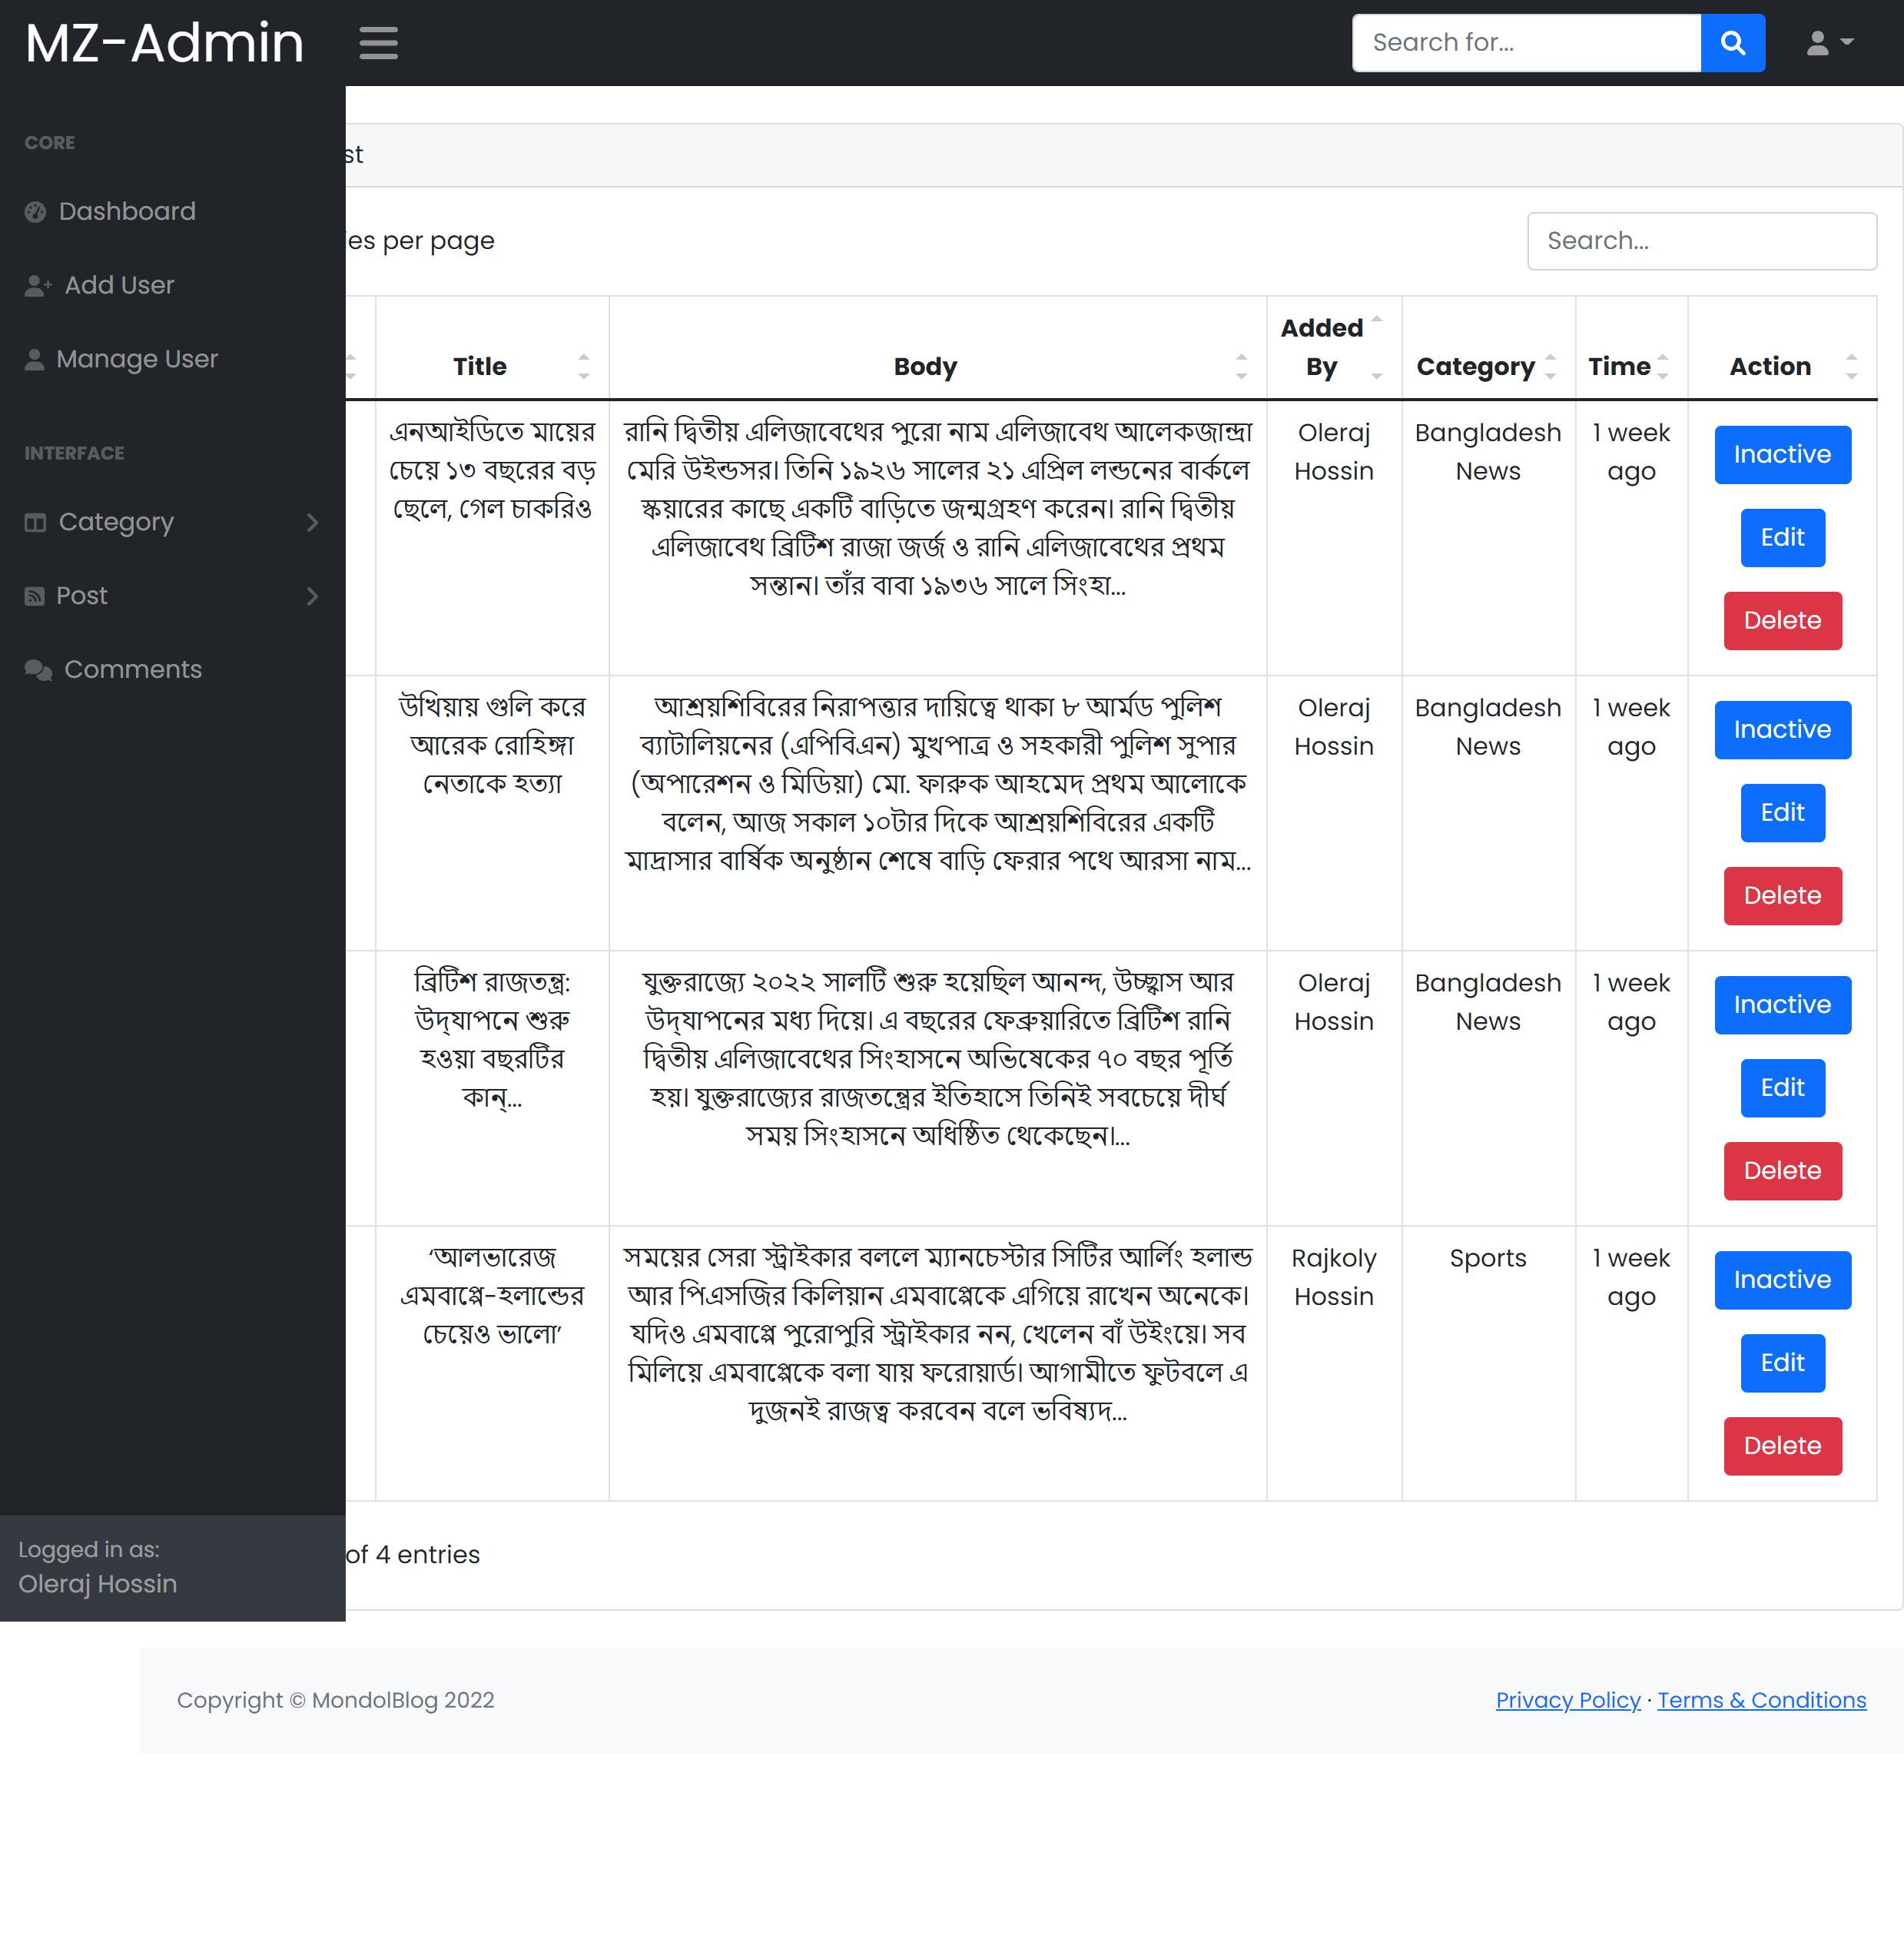 MZ-Admin
Search for...
CORE
Dashboard
Add User
Manage User
INTERFACE
Category
Post
Comments
Logged in as:
Oleraj Hossin
st
es per page
Search...
Title
Body
Added
By
Category
Time
Action
এনআইডিতে মায়ের
চেয়ে ১৩ বছরের বড়
ছেলে, গেল চাকরিও
রানি দ্বিতীয় এলিজাবেথের পুরো নাম এলিজাবেথ আলেকজান্দ্রা
মেরি উইন্ডসর। তিনি ১৯২৬ সালের ২১ এপ্রিল লন্ডনের বার্কলে
স্কয়ারের কাছে একটি বাড়িতে জন্মগ্রহণ করেন। রানি দ্বিতীয়
এলিজাবেথ ব্রিটিশ রাজা জর্জ ও রানি এলিজাবেথের প্রথম
সন্তান। তাঁর বাবা ১৯৩৬ সালে সিংহা...
Oleraj
Hossin
Bangladesh
News
1 week
ago
Inactive
Edit
Delete
উখিয়ায় গুলি করে
আরেক রোহিঙ্গা
নেতাকে হত্যা
আশ্রয়শিবিরের নিরাপত্তার দায়িত্বে থাকা ৮ আর্মড পুলিশ
ব্যাটালিয়নের (এপিবিএন) মুখপাত্র ও সহকারী পুলিশ সুপার
(অপারেশন ও মিডিয়া) মো. ফারুক আহমেদ প্রথম আলোকে
বলেন, আজ সকাল ১০টার দিকে আশ্রয়শিবিরের একটি
মাদ্রাসার বার্ষিক অনুষ্ঠান শেষে বাড়ি ফেরার পথে আরসা নাম...
Oleraj
Hossin
Bangladesh
News
1 week
ago
Inactive
Edit
Delete
ব্রিটিশ রাজতন্ত্র:
উদ্‌যাপনে শুরু
হওয়া বছরটির
কান্...
যুক্তরাজ্যে ২০২২ সালটি শুরু হয়েছিল আনন্দ, উচ্ছ্বাস আর
উদ্‌যাপনের মধ্য দিয়ে। এ বছরের ফেব্রুয়ারিতে ব্রিটিশ রানি
দ্বিতীয় এলিজাবেথের সিংহাসনে অভিষেকের ৭০ বছর পূর্তি
হয়। যুক্তরাজ্যের রাজতন্ত্রের ইতিহাসে তিনিই সবচেয়ে দীর্ঘ
সময় সিংহাসনে অধিষ্ঠিত থেকেছেন।...
Oleraj
Hossin
Bangladesh
News
1 week
ago
Inactive
Edit
Delete
‘আলভারেজ
এমবাপ্পে-হলান্ডের
চেয়েও ভালো’
সময়ের সেরা স্ট্রাইকার বললে ম্যানচেস্টার সিটির আর্লিং হলান্ড
আর পিএসজির কিলিয়ান এমবাপ্পেকে এগিয়ে রাখেন অনেকে।
যদিও এমবাপ্পে পুরোপুরি স্ট্রাইকার নন, খেলেন বাঁ উইংয়ে। সব
মিলিয়ে এমবাপ্পেকে বলা যায় ফরোয়ার্ড। আগামীতে ফুটবলে এ
দুজনই রাজত্ব করবেন বলে ভবিষ্যদ...
Rajkoly
Hossin
Sports
1 week
ago
Inactive
Edit
Delete
of 4 entries
Copyright © MondolBlog 2022
Privacy Policy · Terms & Conditions